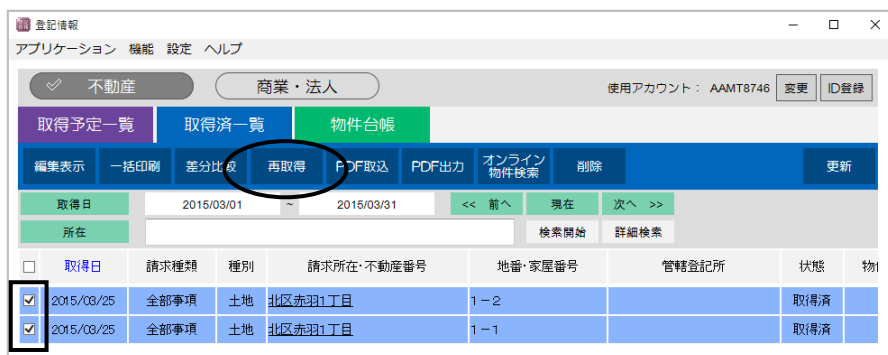 登記情報
アプリケーション 機能 設定 ヘルプ
不動産 商業・法人 使用アカウント： AAMT8746 変更 ID登録
取得予定一覧 取得済一覧 物件台帳
編集表示 一括印刷 差分比較 再取得 PDF取込 PDF出力 オンライン物件検索 削除 更新
取得日 2015/03/01 ~ 2015/03/31 << 前へ 現在 次へ >>
所在 検索開始 詳細検索
取得日 請求種類 種別 請求所在・不動産番号 地番・家屋番号 管轄登記所 状態 物件
2015/03/25 全部事項 土地 北区赤羽1丁目 1－2 取得済
2015/03/25 全部事項 土地 北区赤羽1丁目 1－1 取得済